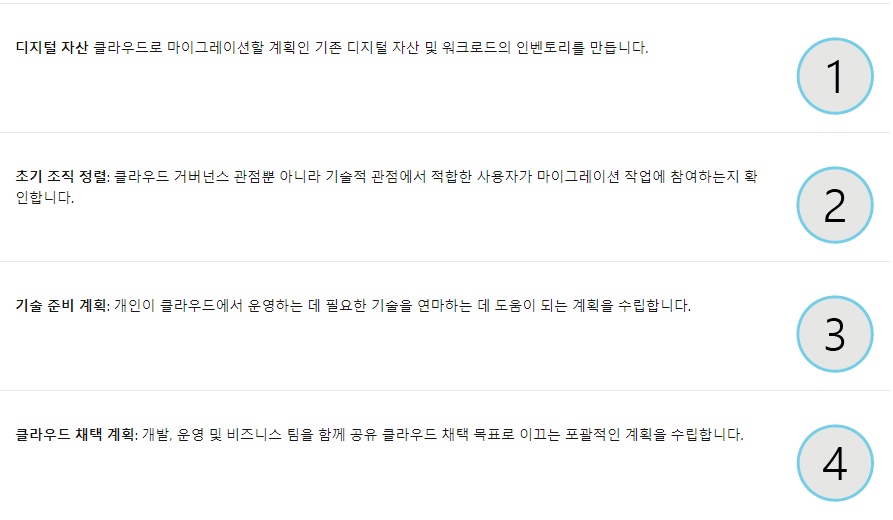 디지털 자산 클라우드로 마이그레이션할 계획인 기존 디지털 자산 및 워크로드의 인벤토리를 만듭니다.
1
초기 조직 정렬: 클라우드 거버넌스 관점뿐 아니라 기술적 관점에서 적합한 사용자가 마이그레이션 작업에 참여하는지 확
인합니다.
2
기술 준비 계획: 개인이 클라우드에서 운영하는 데 필요한 기술을 연마하는 데 도움이 되는 계획을 수립합니다.
3
클라우드 채택 계획: 개발, 운영 및 비즈니스 팀을 함께 공유 클라우드 채택 목표로 이끄는 포괄적인 계획을 수립합니다.
4